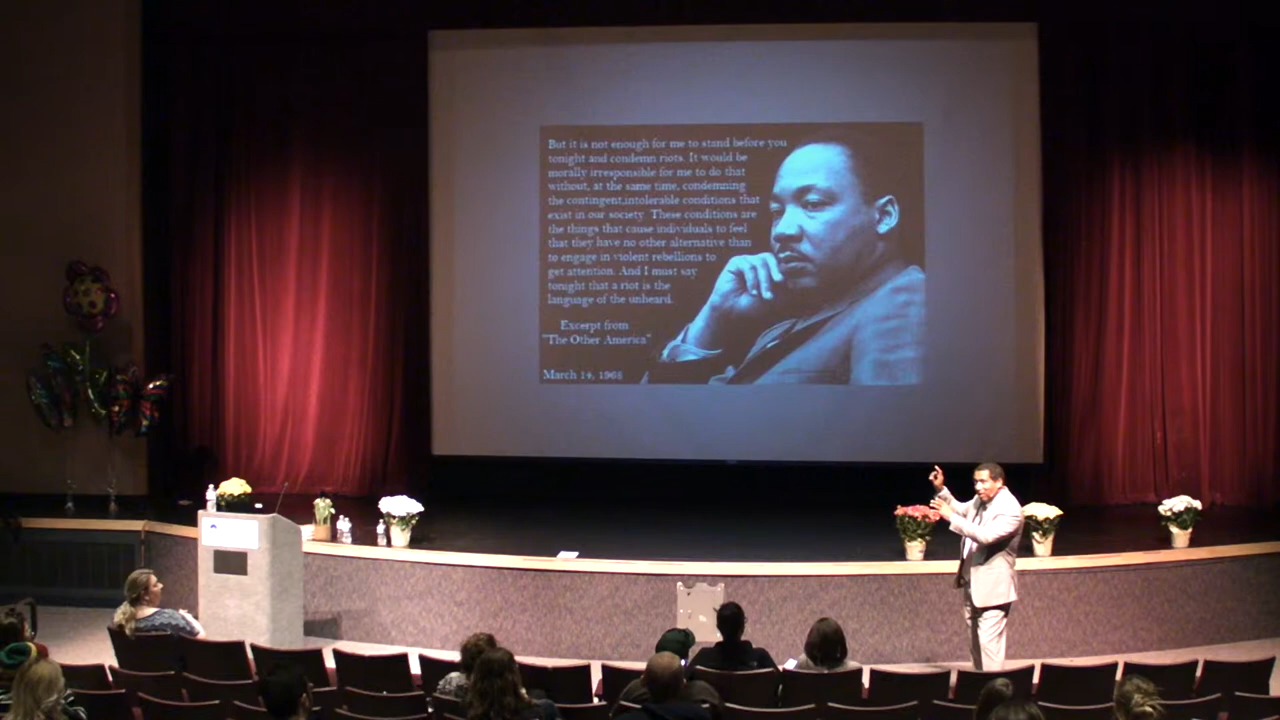 But it is not enough for me to stand before you
tonight and condemn riots. It would be
morally irresponsible for me to do that
without, at the same time, condemning
the contingent,intolerable conditions that
exist in our society. These conditions are
the things that cause individuals to feel
that they have no other alternative than
to engage in violent rebellions to
get attention. And I must say
tonight that a riot is the
language of the unheard.
Excerpt from
"The Other America"
March 14, 1968